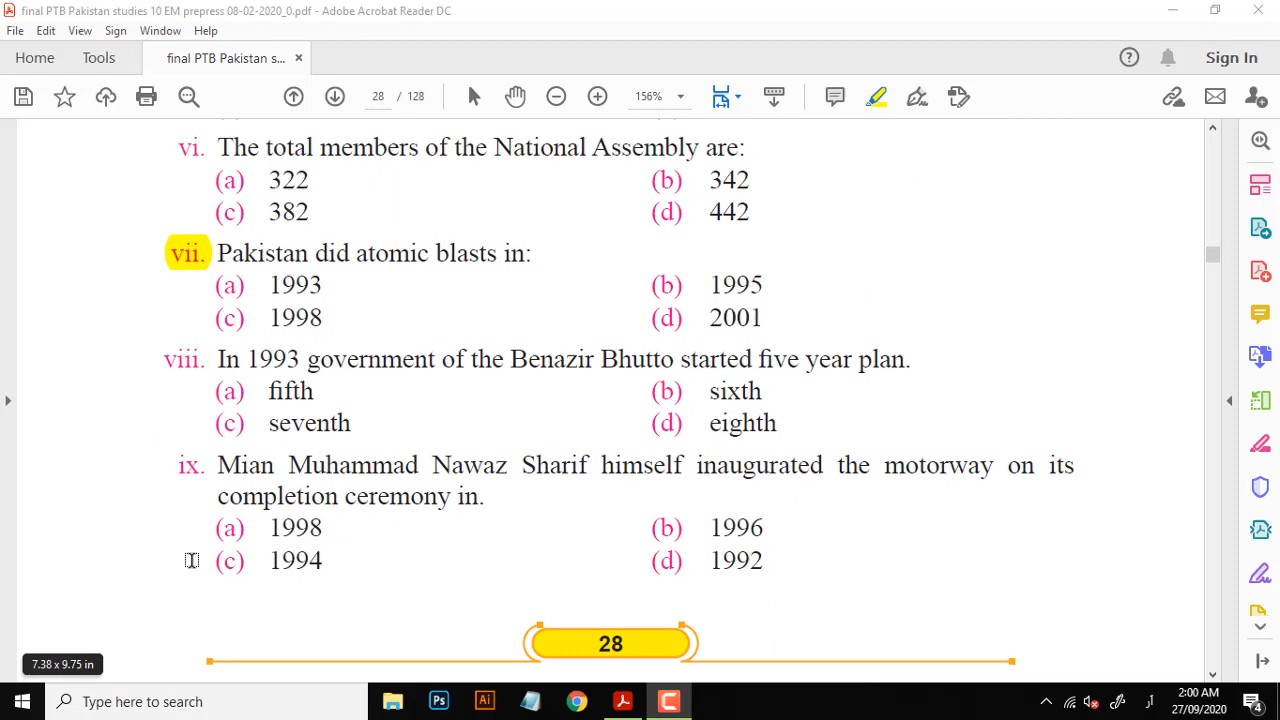 final PTB Pakistan studies 10 EM prepress 08-02-2020_0.pdf - Adobe Acrobat Reader DC
File Edit View Sign Window Help
Home Tools final PTB Pakistan s... × Sign In
28 / 128 156%
vi. The total members of the National Assembly are:
(a) 322 (b) 342
(c) 382 (d) 442
vii. Pakistan did atomic blasts in:
(a) 1993 (b) 1995
(c) 1998 (d) 2001
viii. In 1993 government of the Benazir Bhutto started five year plan.
(a) fifth (b) sixth
(c) seventh (d) eighth
ix. Mian Muhammad Nawaz Sharif himself inaugurated the motorway on its
completion ceremony in.
(a) 1998 (b) 1996
(c) 1994 (d) 1992
28
7.38 x 9.75 in
Type here to search Ps Ai 2:00 AM
27/09/2020 4